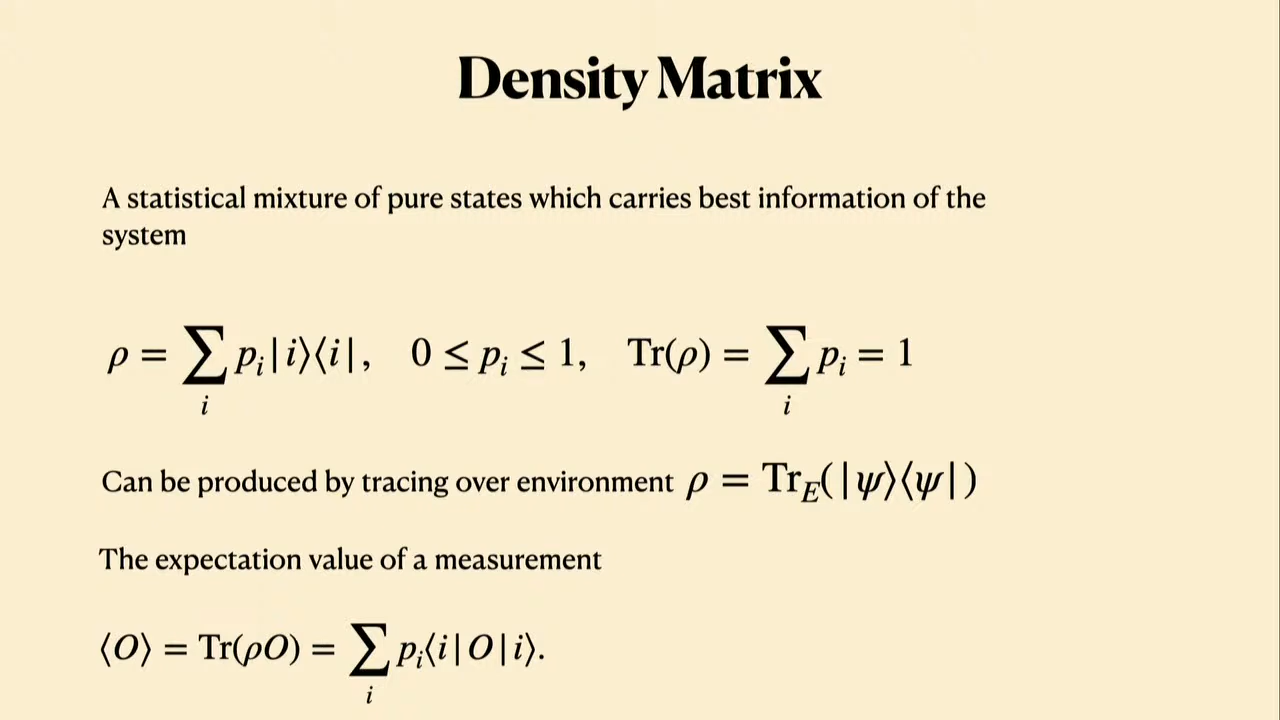 Density Matrix
A statistical mixture of pure states which carries best information of the
system
ρ = ∑ᵢ pᵢ|i⟩⟨i|, 0 ≤ pᵢ ≤ 1, Tr(ρ) = ∑ᵢ pᵢ = 1
Can be produced by tracing over environment ρ = Tr_E(|ψ⟩⟨ψ|)
The expectation value of a measurement
⟨O⟩ = Tr(ρO) = ∑ᵢ pᵢ⟨i|O|i⟩.